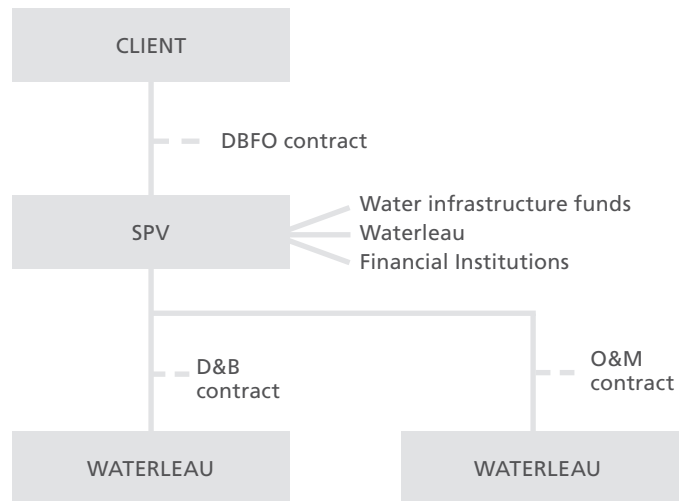 CLIENT
DBFO contract
SPV
Water infrastructure funds
Waterleau
Financial Institutions
D&B
contract
O&M
contract
WATERLEAU
WATERLEAU